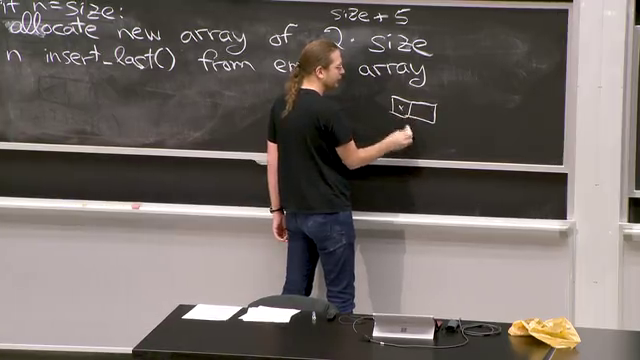 size + 5
if n=size:
allocate new array of 2 · size
n insert_last() from array
x